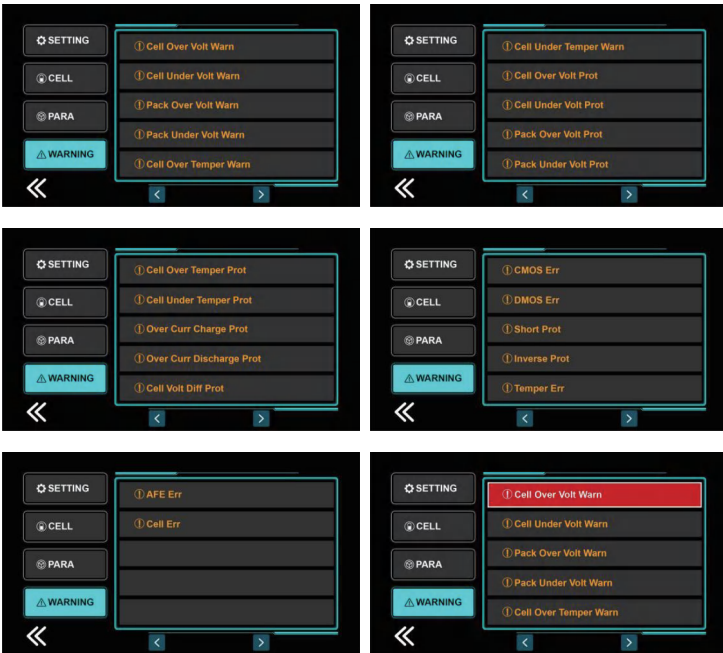 SETTING
CELL
PARA
WARNING
Cell Over Volt Warn
Cell Under Volt Warn
Pack Over Volt Warn
Pack Under Volt Warn
Cell Over Temper Warn
SETTING
CELL
PARA
WARNING
Cell Under Temper Warn
Cell Over Volt Prot
Cell Under Volt Prot
Pack Over Volt Prot
Pack Under Volt Prot
SETTING
CELL
PARA
WARNING
Cell Over Temper Prot
Cell Under Temper Prot
Over Curr Charge Prot
Over Curr Discharge Prot
Cell Volt Diff Prot
SETTING
CELL
PARA
WARNING
CMOS Err
DMOS Err
Short Prot
Inverse Prot
Temper Err
SETTING
CELL
PARA
WARNING
AFE Err
Cell Err
SETTING
CELL
PARA
WARNING
Cell Over Volt Warn
Cell Under Volt Warn
Pack Over Volt Warn
Pack Under Volt Warn
Cell Over Temper Warn